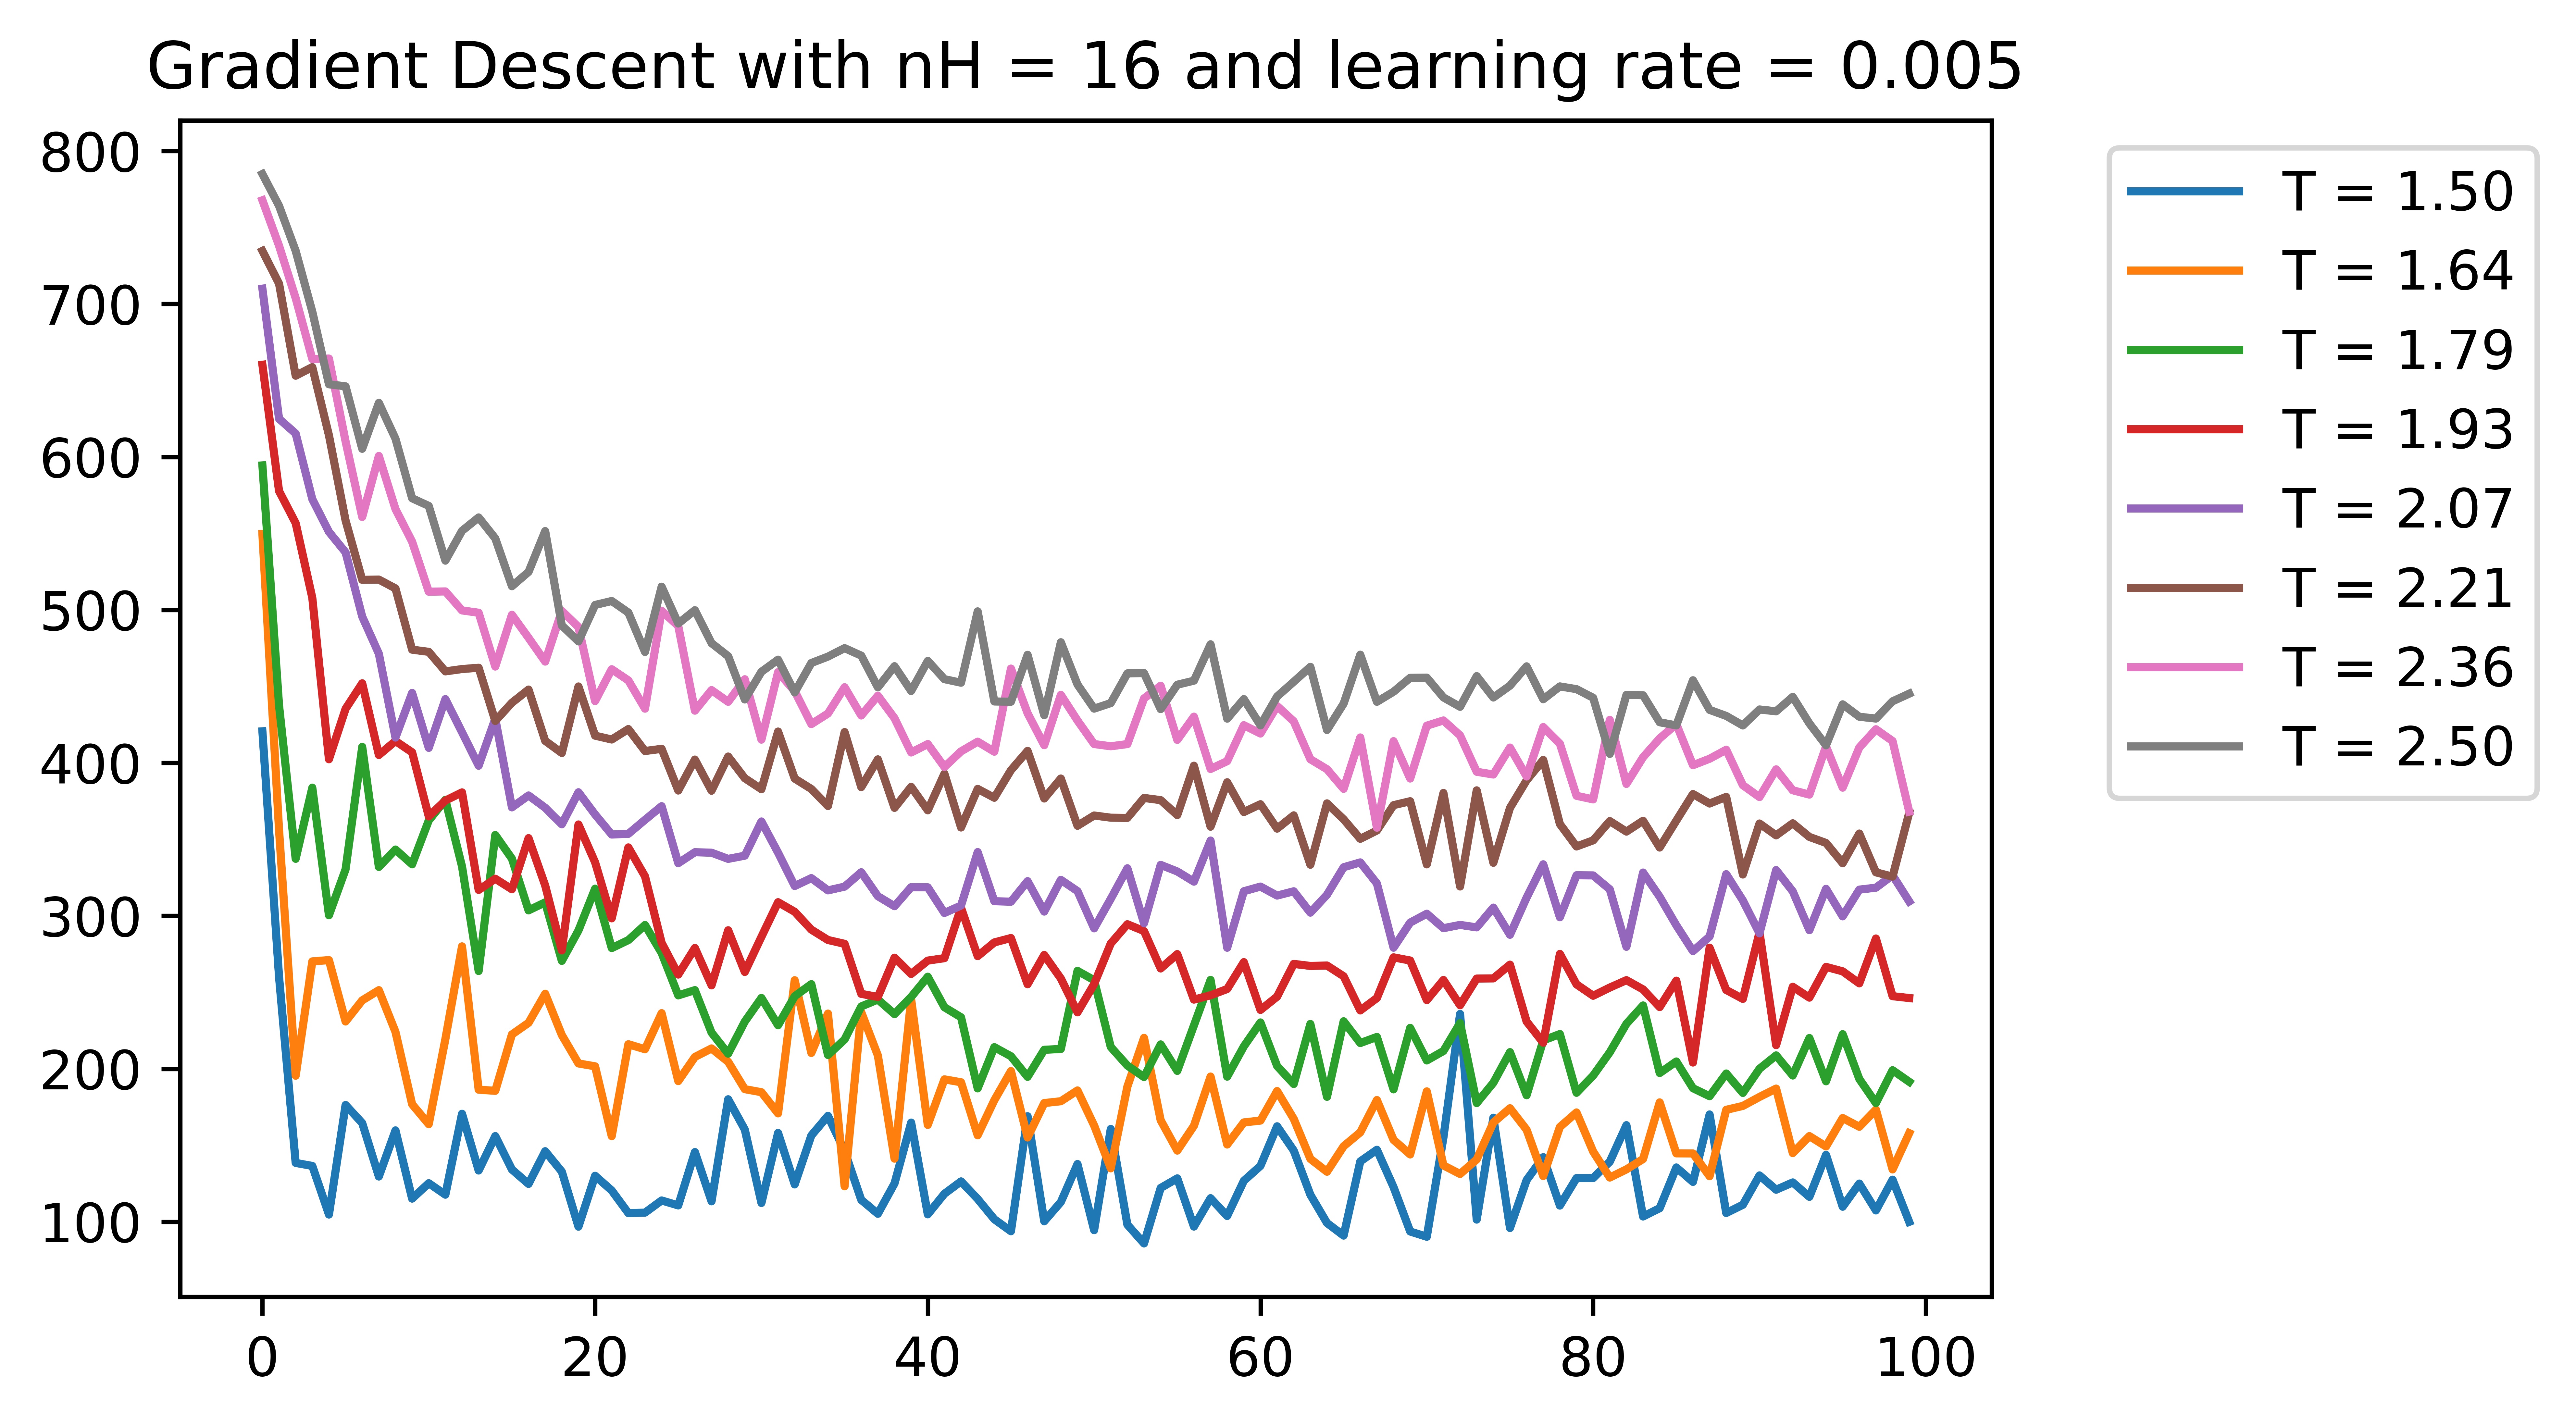 Gradient Descent with nH = 16 and learning rate = 0.005
800
700
600
500
400
300
200
100
0 20 40 60 80 100
T = 1.50
T = 1.64
T = 1.79
T = 1.93
T = 2.07
T = 2.21
T = 2.36
T = 2.50